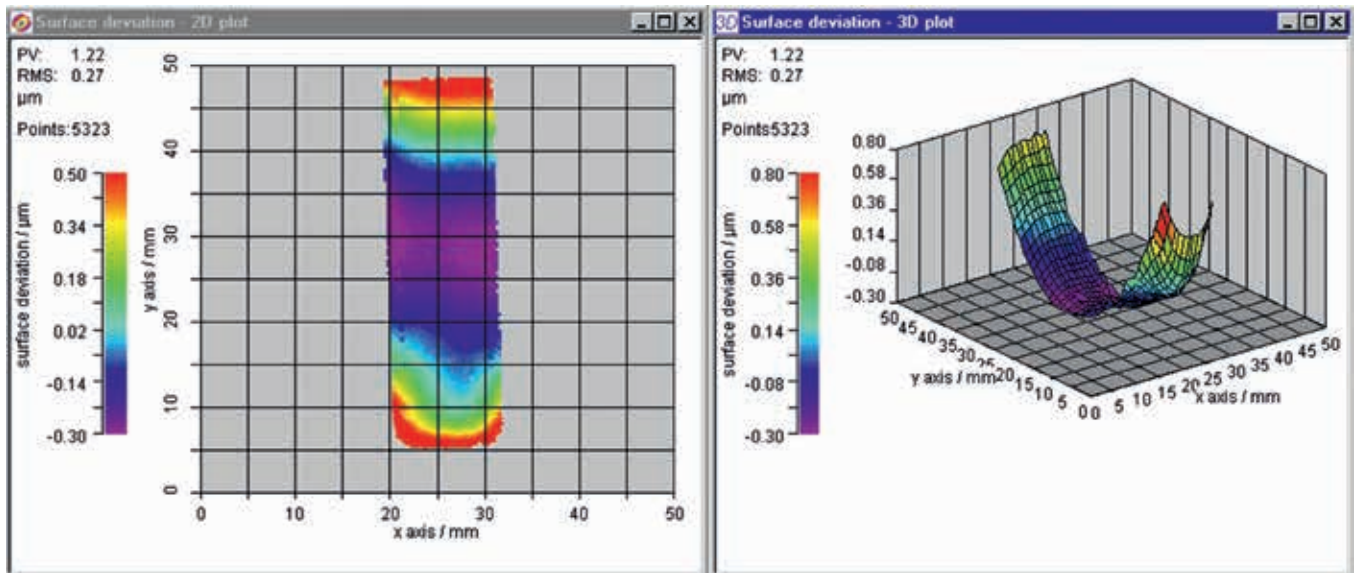 Surface deviation - 2D plot
PV: 1.22
RMS: 0.27
µm
Points:5323
surface deviation / µm
0.50
0.34
0.18
0.02
-0.14
-0.30
y axis / mm
50
40
30
20
10
0
0 10 20 30 40 50
x axis / mm
3D Surface deviation - 3D plot
PV: 1.22
RMS: 0.27
µm
Points5323
surface deviation / µm
0.80
0.58
0.36
0.14
-0.08
-0.30
0.80
0.58
0.36
0.14
-0.08
-0.30
50 45 40 35 30 25 20 15 10 5 0
y axis / mm
0 5 10 15 20 25 30 35 40 45 50
x axis / mm